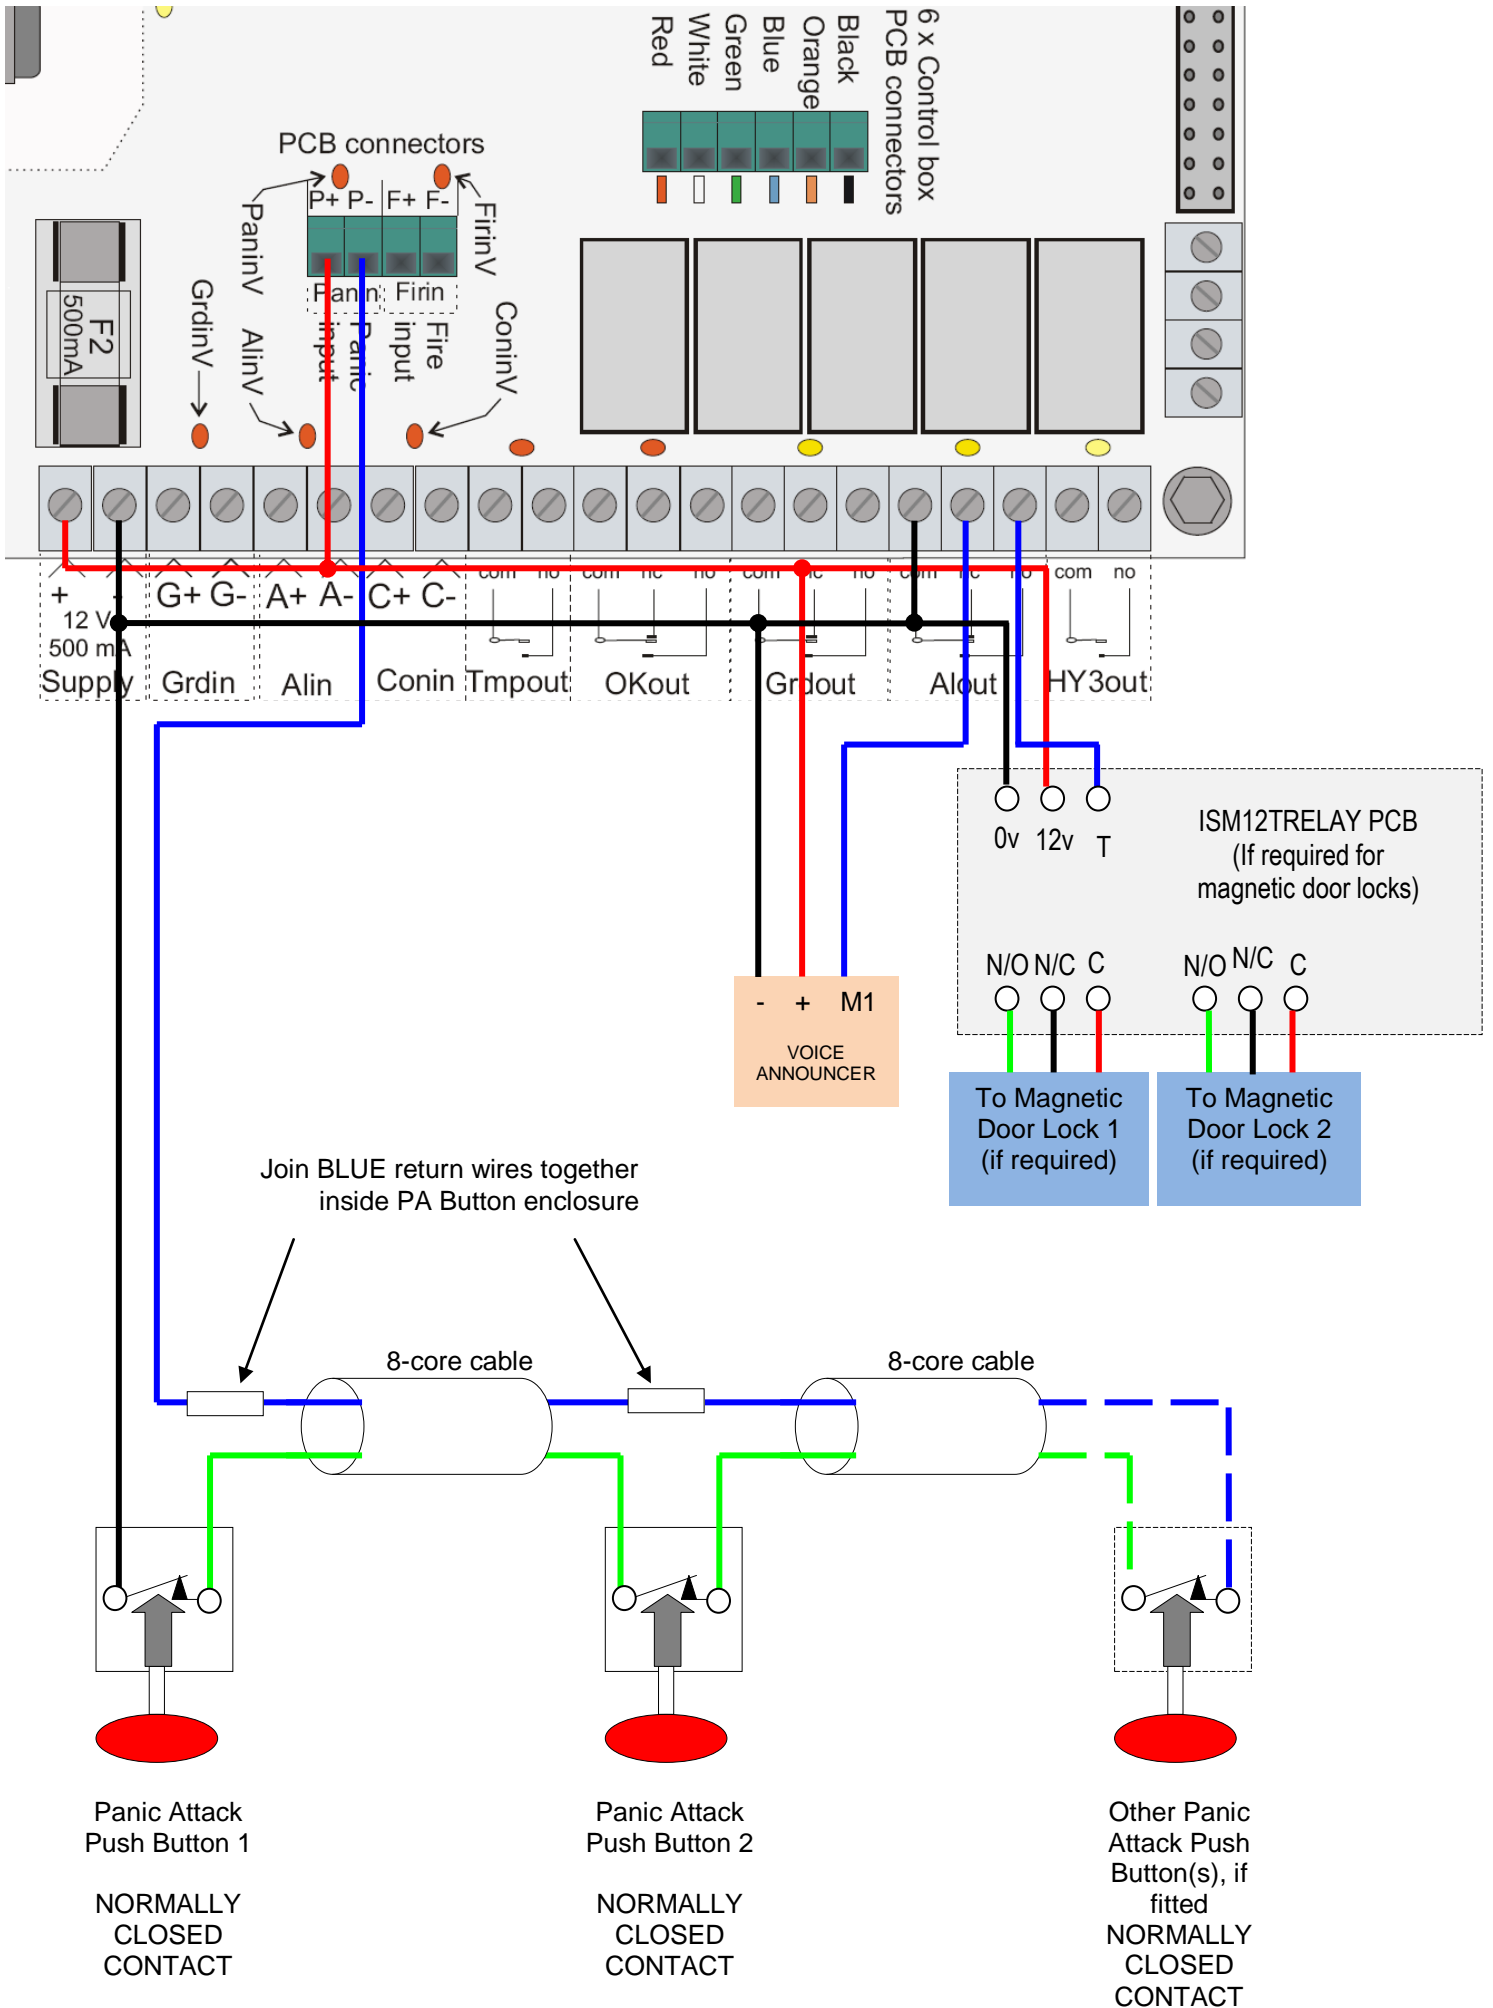 Red
White
Green
Blue
Orange
Black
6 x Control box
PCB connectors
PCB connectors
P+ P- F+ F-
PaninV
FirinV
GrdinV
AlinV
ConinV
Panin
Firin
Panic
input
Fire
input
F2
500mA
+ -
12 V
500 mA
Supply
G+ G-
Grdin
A+ A-
Alin
C+ C-
Conin
com no
Tmpout
com nc no
OKout
com nc no
Grdout
com nc no
Alout
com no
HY3out
0v 12v T
ISM12TRELAY PCB
(If required for
magnetic door locks)
N/O N/C C
N/O N/C C
- + M1
VOICE
ANNOUNCER
To Magnetic
Door Lock 1
(if required)
To Magnetic
Door Lock 2
(if required)
Join BLUE return wires together
inside PA Button enclosure
8-core cable
8-core cable
Panic Attack
Push Button 1
NORMALLY
CLOSED
CONTACT
Panic Attack
Push Button 2
NORMALLY
CLOSED
CONTACT
Other Panic
Attack Push
Button(s), if
fitted
NORMALLY
CLOSED
CONTACT